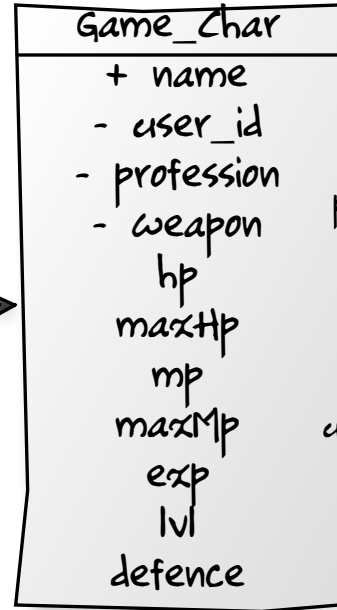 Game_Char
+ name
- user_id
- profession
- weapon
hp
maxHp
mp
maxMp
exp
lvl
defence